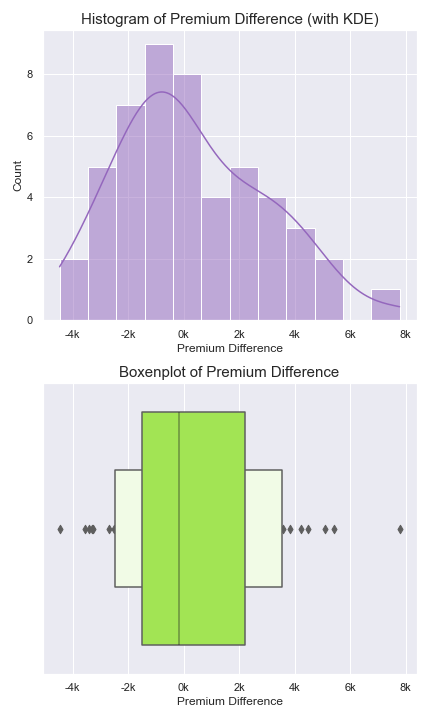 Histogram of Premium Difference (with KDE)
8
6
4
2
0
Count
-4k -2k 0k 2k 4k 6k 8k
Premium Difference
Boxenplot of Premium Difference
-4k -2k 0k 2k 4k 6k 8k
Premium Difference